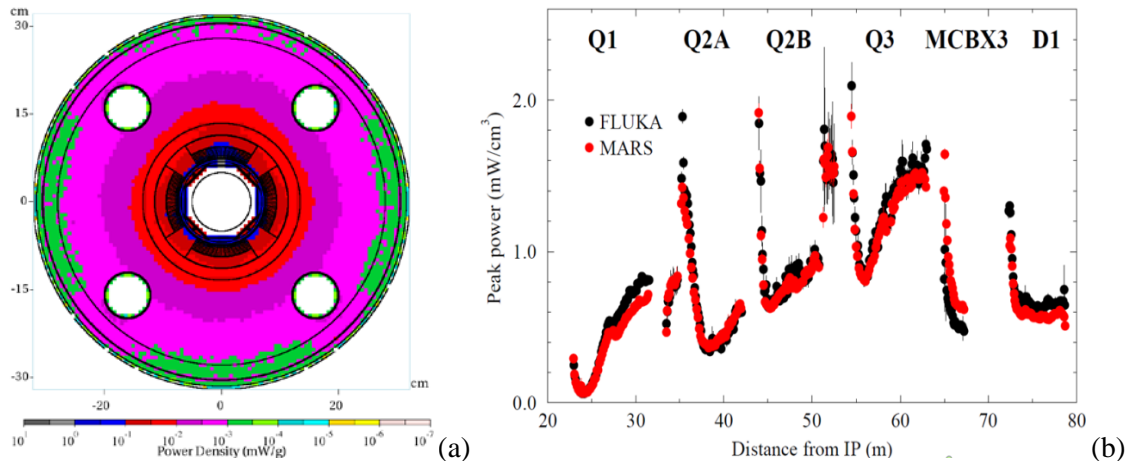 cm
30
15
0
-15
-30
-20
0
20
cm
10¹ 10⁰ 10⁻¹ 10⁻² 10⁻³ 10⁻⁴ 10⁻⁵ 10⁻⁶ 10⁻⁷
Power Density (mW/g)
(a)
Q1 Q2A Q2B Q3 MCBX3 D1
FLUKA
MARS
Peak power (mW/cm³)
2.0
1.0
0.0
20 30 40 50 60 70 80
Distance from IP (m)
(b)